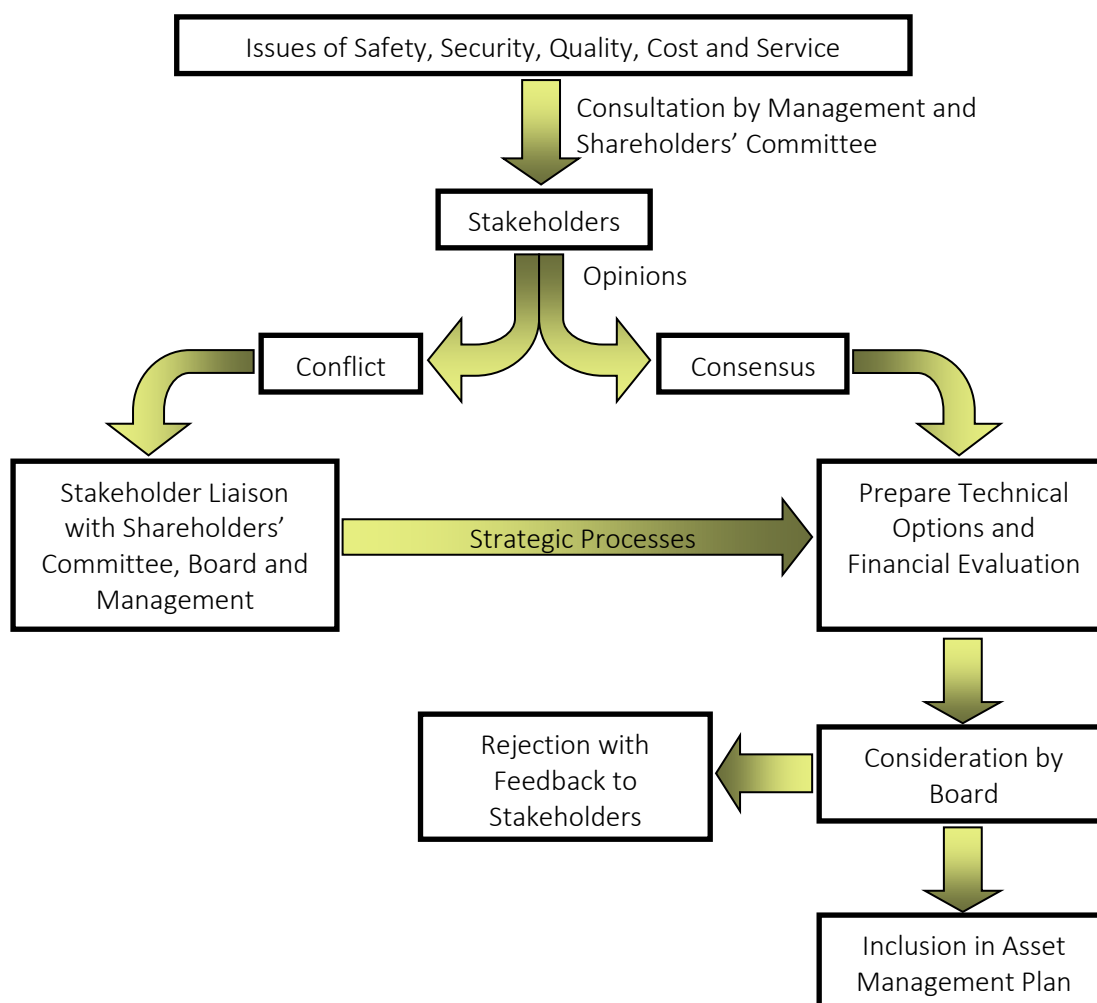 Issues of Safety, Security, Quality, Cost and Service
Consultation by Management and
Shareholders’ Committee
Stakeholders
Opinions
Conflict
Consensus
Stakeholder Liaison
with Shareholders’
Committee, Board and
Management
Strategic Processes
Prepare Technical
Options and
Financial Evaluation
Rejection with
Feedback to
Stakeholders
Consideration by
Board
Inclusion in Asset
Management Plan